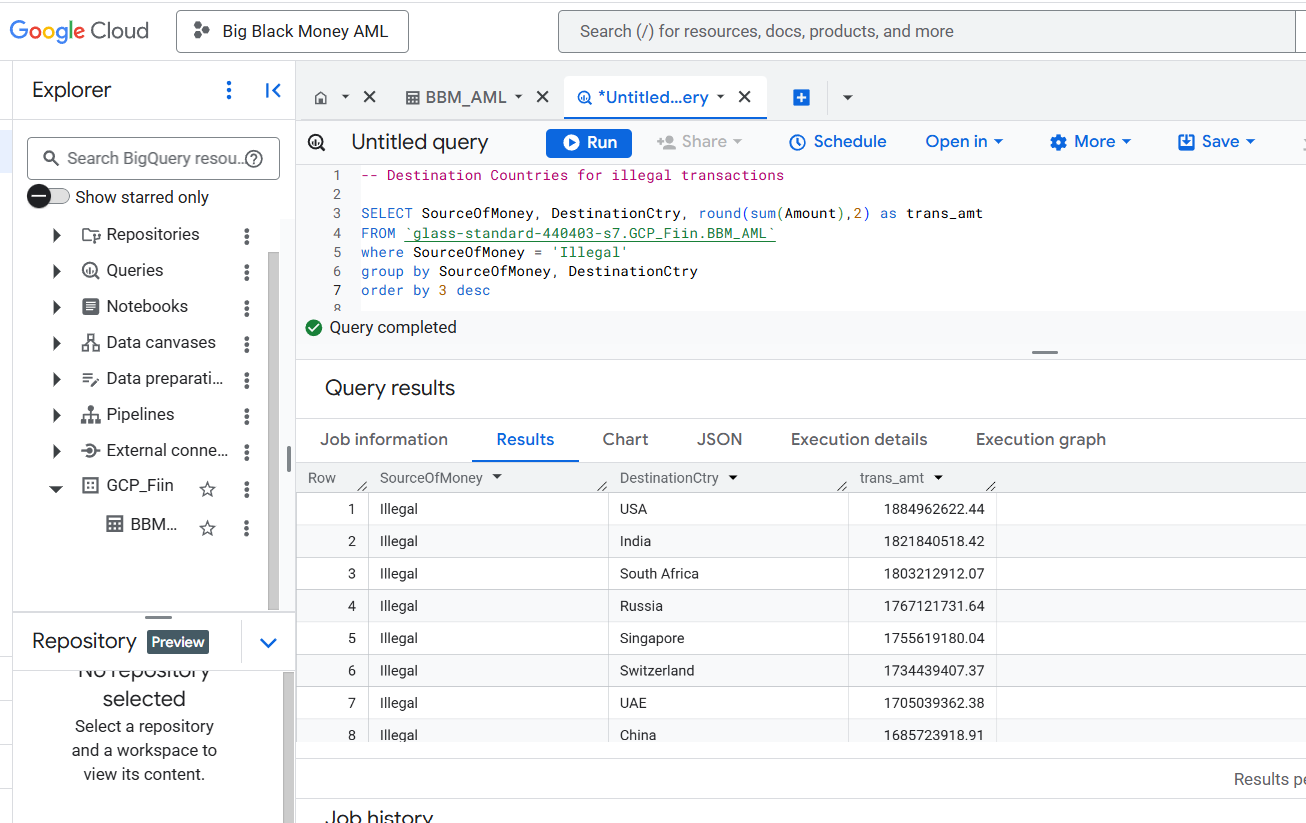 Google Cloud
Big Black Money AML
Search (/) for resources, docs, products, and more
Explorer
BBM_AML
*Untitled...ery
Search BigQuery resou..
Show starred only
Repositories
Queries
Notebooks
Data canvases
Data preparati...
Pipelines
External conne...
GCP_Fiin
BBM...
Repository Preview
No repository
selected
Select a repository
and a workspace to
view its content.
Untitled query
Run
Share
Schedule
Open in
More
Save
1 -- Destination Countries for illegal transactions
2
3 SELECT SourceOfMoney, DestinationCtry, round(sum(Amount),2) as trans_amt
4 FROM `glass-standard-440403-s7.GCP_Fiin.BBM_AML`
5 where SourceOfMoney = 'Illegal'
6 group by SourceOfMoney, DestinationCtry
7 order by 3 desc
8
Query completed
Query results
Job information Results Chart JSON Execution details Execution graph
Row SourceOfMoney DestinationCtry trans_amt
1 Illegal USA 1884962622.44
2 Illegal India 1821840518.42
3 Illegal South Africa 1803212912.07
4 Illegal Russia 1767121731.64
5 Illegal Singapore 1755619180.04
6 Illegal Switzerland 1734439407.37
7 Illegal UAE 1705039362.38
8 Illegal China 1685723918.91
Results pe
Job history